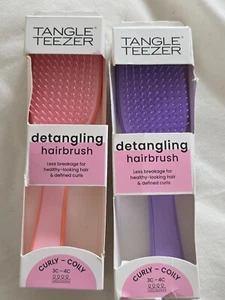 TANGLE
TEEZER
detangling
hairbrush
Less breakage for
healthy-looking hair
& defined curls
CURLY – COILY
3C – 4C
TANGLE
TEEZER
detangling
hairbrush
Less breakage for
healthy-looking hair
& defined curls
CURLY – COILY
3C – 4C